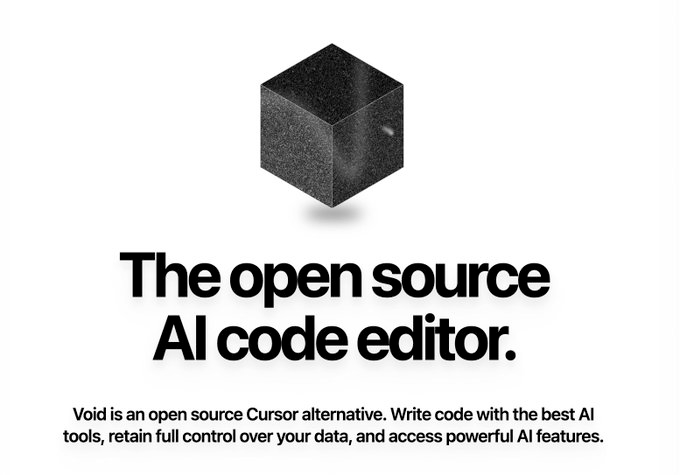 The open source
AI code editor.
Void is an open source Cursor alternative. Write code with the best AI
tools, retain full control over your data, and access powerful AI features.